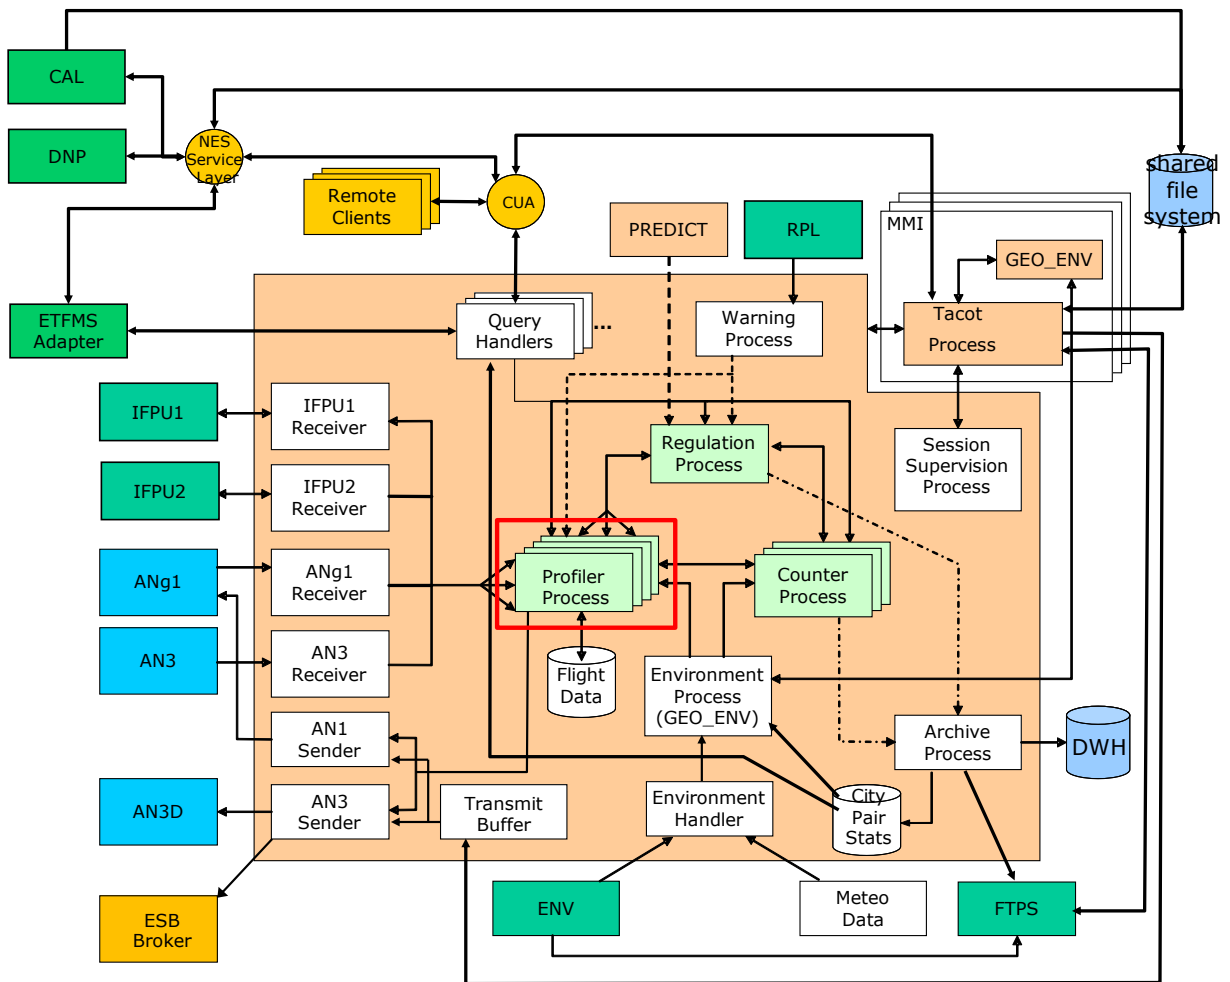 CAL
DNP
NES
Service
Layer
Remote
Clients
CUA
PREDICT
RPL
shared
file
system
MMI
GEO_ENV
Tacot
Process
ETFMS
Adapter
Query
Handlers
...
Warning
Process
IFPU1
IFPU1
Receiver
Regulation
Process
Session
Supervision
Process
IFPU2
IFPU2
Receiver
ANg1
ANg1
Receiver
Profiler
Process
Counter
Process
AN3
AN3
Receiver
Flight
Data
Environment
Process
(GEO_ENV)
AN1
Sender
Archive
Process
DWH
AN3D
AN3
Sender
Transmit
Buffer
Environment
Handler
City
Pair
Stats
ESB
Broker
ENV
Meteo
Data
FTPS